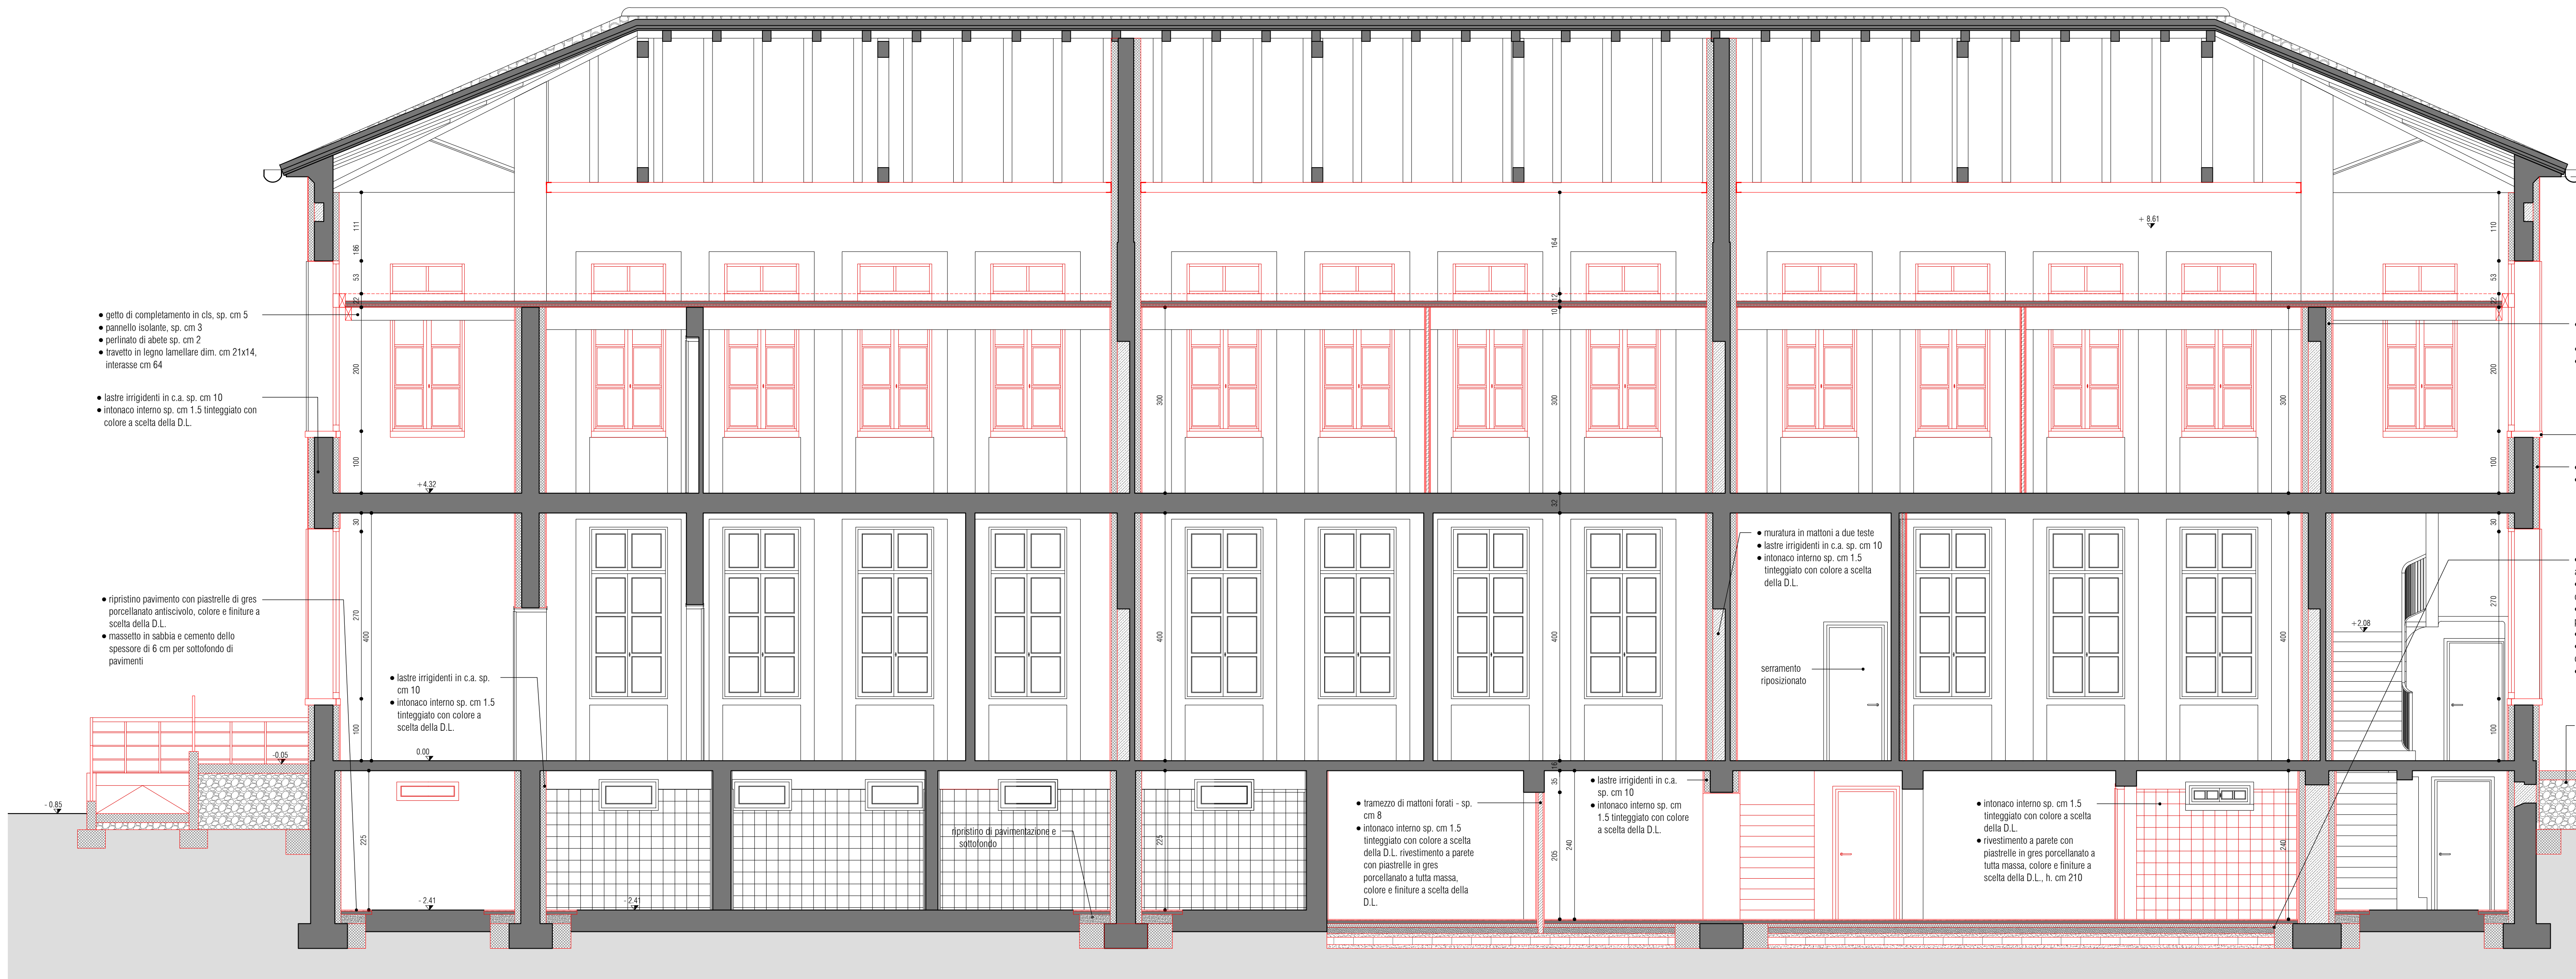 ● getto di completamento in cls, sp. cm 5
● pannello isolante, sp. cm 3
● perlinato di abete sp. cm 2
● travetto in legno lamellare dim. cm 21x14,
interasse cm 64
● lastre irrigidenti in c.a. sp. cm 10
● intonaco interno sp. cm 1.5 tinteggiato con
colore a scelta della D.L.
● ripristino pavimento con piastrelle di gres
porcellanato antiscivolo, colore e finiture a
scelta della D.L.
● massetto in sabbia e cemento dello
spessore di 6 cm per sottofondo di
pavimenti
● lastre irrigidenti in c.a. sp.
cm 10
● intonaco interno sp. cm 1.5
tinteggiato con colore a
scelta della D.L.
- 0.85
-0.05
111
186
53
22
200
100
+4.32
30
270
400
100
0.00
225
- 2.41
- 2.41
ripristino di pavimentazione e
sottofondo
300
400
225
164
12
10
300
32
400
16
35
205
240
● tramezzo di mattoni forati - sp.
cm 8
● intonaco interno sp. cm 1.5
tinteggiato con colore a scelta
della D.L. rivestimento a parete
con piastrelle in gres
porcellanato a tutta massa,
colore e finiture a scelta della
D.L.
● lastre irrigidenti in c.a.
sp. cm 10
● intonaco interno sp. cm
1.5 tinteggiato con colore
a scelta della D.L.
● muratura in mattoni a due teste
● lastre irrigidenti in c.a. sp. cm 10
● intonaco interno sp. cm 1.5
tinteggiato con colore a scelta
della D.L.
serramento
riposizionato
● intonaco interno sp. cm 1.5
tinteggiato con colore a scelta
della D.L.
● rivestimento a parete con
piastrelle in gres porcellanato a
tutta massa, colore e finiture a
scelta della D.L., h. cm 210
+ 8.61
300
400
240
+2.08
110
53
22
200
100
30
270
100